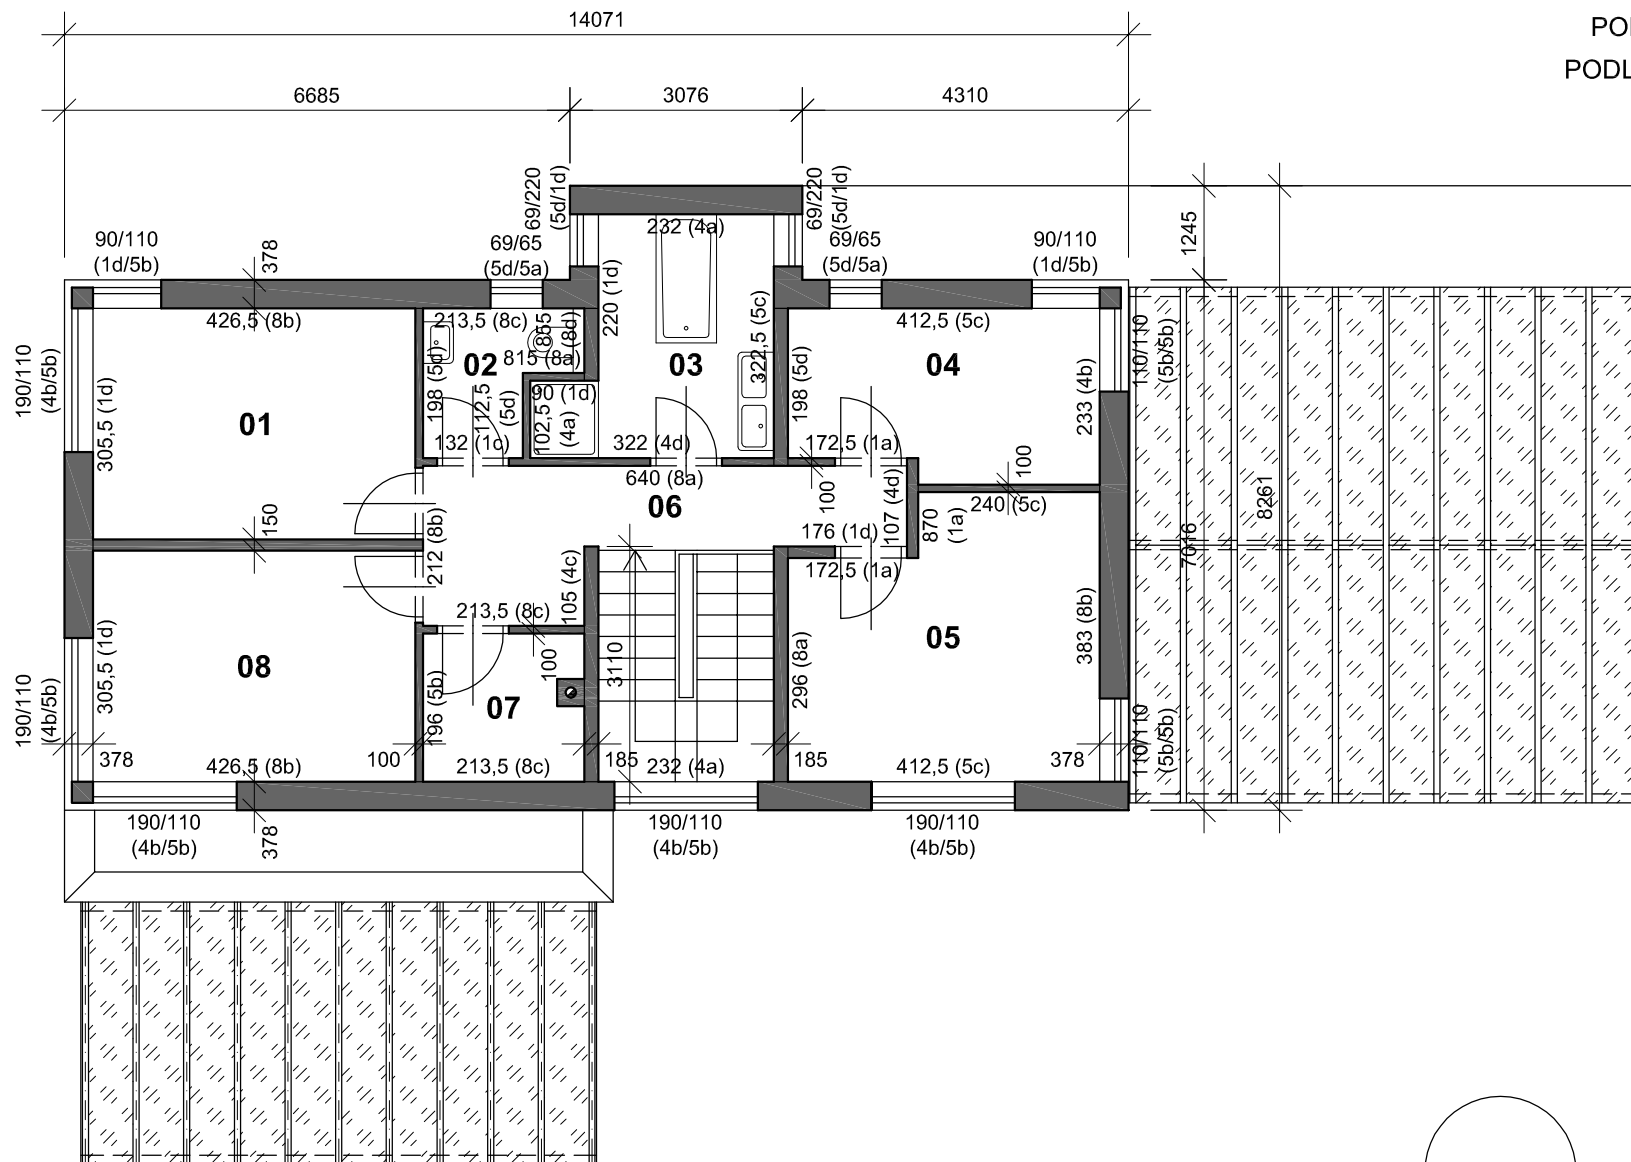 14071
POI
PODL
6685
3076
4310
69/220
(5d/1d)
69/220
(5d/1d)
90/110
(1d/5b)
378
69/65
(5d/5a)
69/65
(5d/5a)
90/110
(1d/5b)
1245
232 (4a)
220 (1d)
426,5 (8b)
213,5 (8c)
855
(8d)
412,5 (5c)
190/110
(4b/5b)
305,5 (1d)
01
198 (5d)
02
815 (8a)
112,5
(5d)
90 (1d)
102,5
(4a)
03
322,5 (5c)
198 (5d)
04
233 (4b)
110/110
(5b/5b)
132 (1c)
322 (4d)
172,5 (1a)
640 (8a)
06
100
107 (4d)
870
(1a)
100
240 (5c)
8261
7016
150
212 (8b)
176 (1d)
172,5 (1a)
213,5 (8c)
105 (4c)
100
3110
296 (8a)
05
383 (8b)
08
305,5 (1d)
07
196 (5b)
190/110
(4b/5b)
378
426,5 (8b)
100
213,5 (8c)
185
232 (4a)
185
412,5 (5c)
378
110/110
(5b/5b)
190/110
(4b/5b)
378
190/110
(4b/5b)
190/110
(4b/5b)